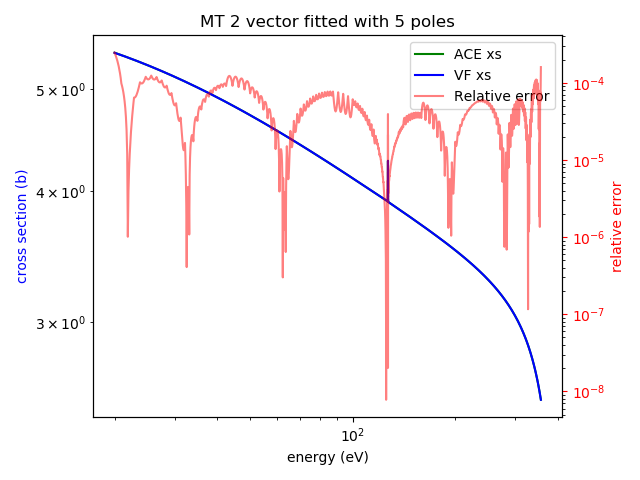 MT 2 vector fitted with 5 poles
ACE xs
VF xs
Relative error
cross section (b)
5 × 10⁰
4 × 10⁰
3 × 10⁰
10⁻⁴
10⁻⁵
10⁻⁶
10⁻⁷
10⁻⁸
relative error
10²
energy (eV)